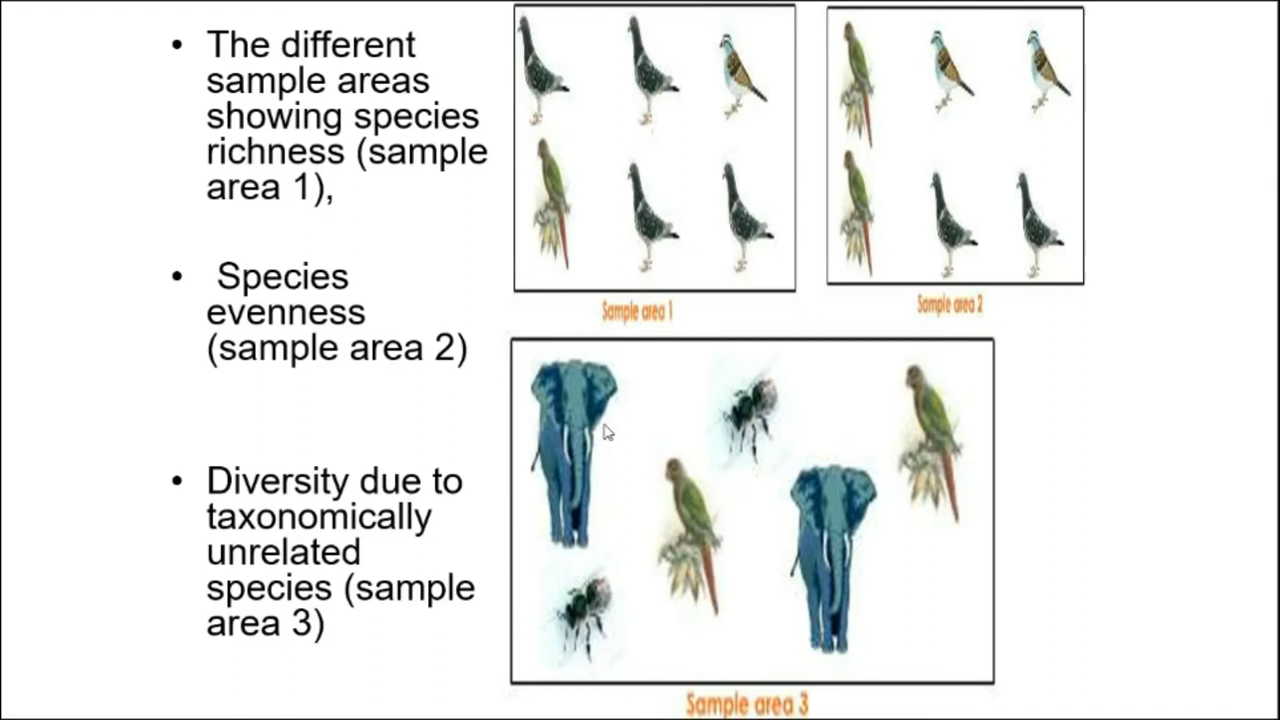 • The different
sample areas
showing species
richness (sample
area 1),
• Species
evenness
(sample area 2)
• Diversity due to
taxonomically
unrelated
species (sample
area 3)
Sample area 1
Sample area 2
Sample area 3